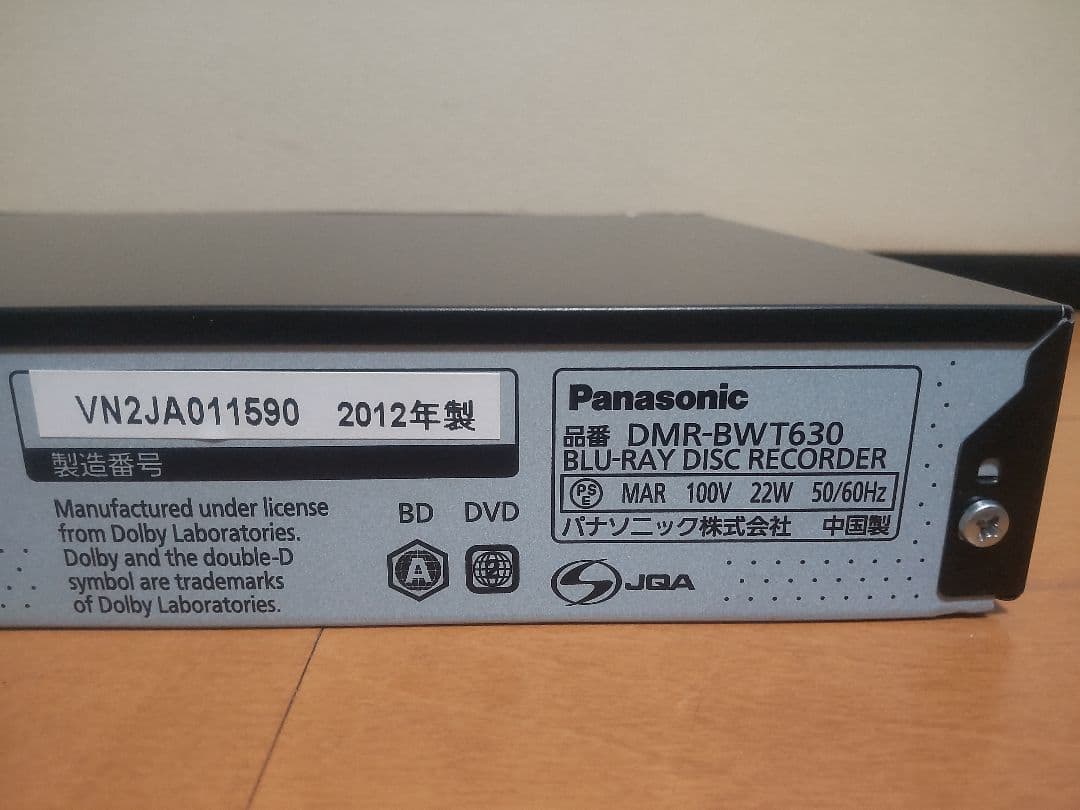 VN2JA011590 2012年製
製造番号
Manufactured under license
from Dolby Laboratories.
Dolby and the double-D
symbol are trademarks
of Dolby Laboratories.
BD DVD
A 2
Panasonic
品番 DMR-BWT630
BLU-RAY DISC RECORDER
PSE MAR 100V 22W 50/60Hz
パナソニック株式会社 中国製
JQA